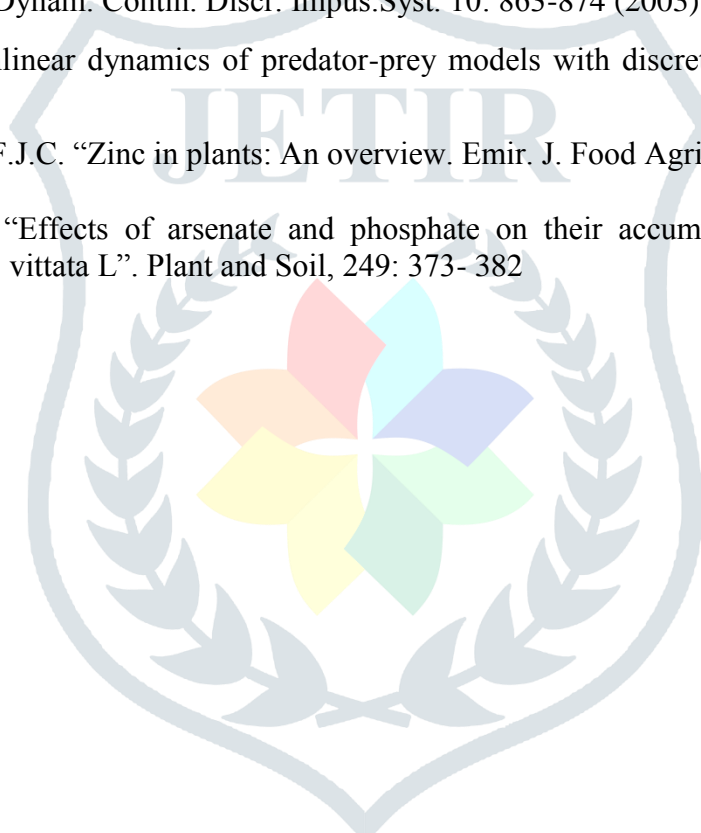 Dynam. Contin. Discr. Impus.Syst. 10: 863-874 (2003)
linear dynamics of predator-prey models with discret
JETIR
F.J.C. “Zinc in plants: An overview. Emir. J. Food Agri
“Effects of arsenate and phosphate on their accum
vittata L”. Plant and Soil, 249: 373- 382